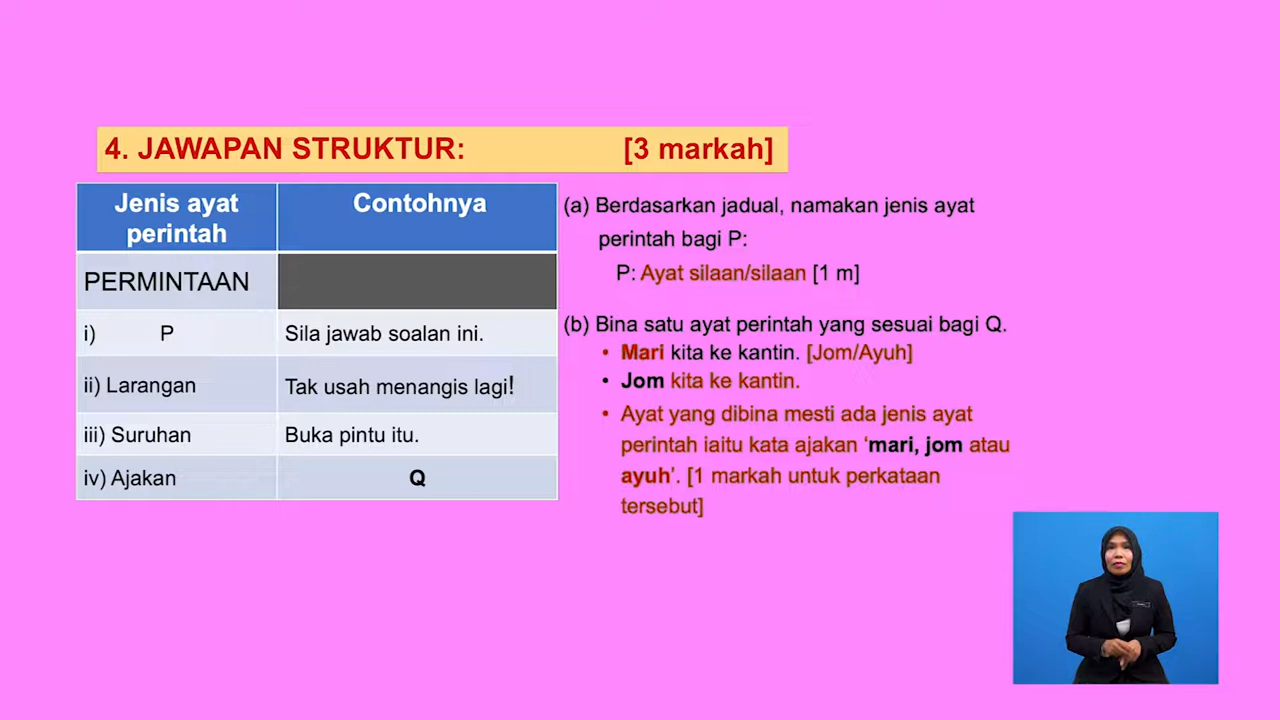 4. JAWAPAN STRUKTUR: [3 markah]
Jenis ayat perintah
Contohnya
PERMINTAAN
i) P
Sila jawab soalan ini.
ii) Larangan
Tak usah menangis lagi!
iii) Suruhan
Buka pintu itu.
iv) Ajakan
Q
(a) Berdasarkan jadual, namakan jenis ayat
perintah bagi P:
P: Ayat silaan/silaan [1 m]
(b) Bina satu ayat perintah yang sesuai bagi Q.
• Mari kita ke kantin. [Jom/Ayuh]
• Jom kita ke kantin.
• Ayat yang dibina mesti ada jenis ayat
perintah iaitu kata ajakan ‘mari, jom atau
ayuh’. [1 markah untuk perkataan
tersebut]